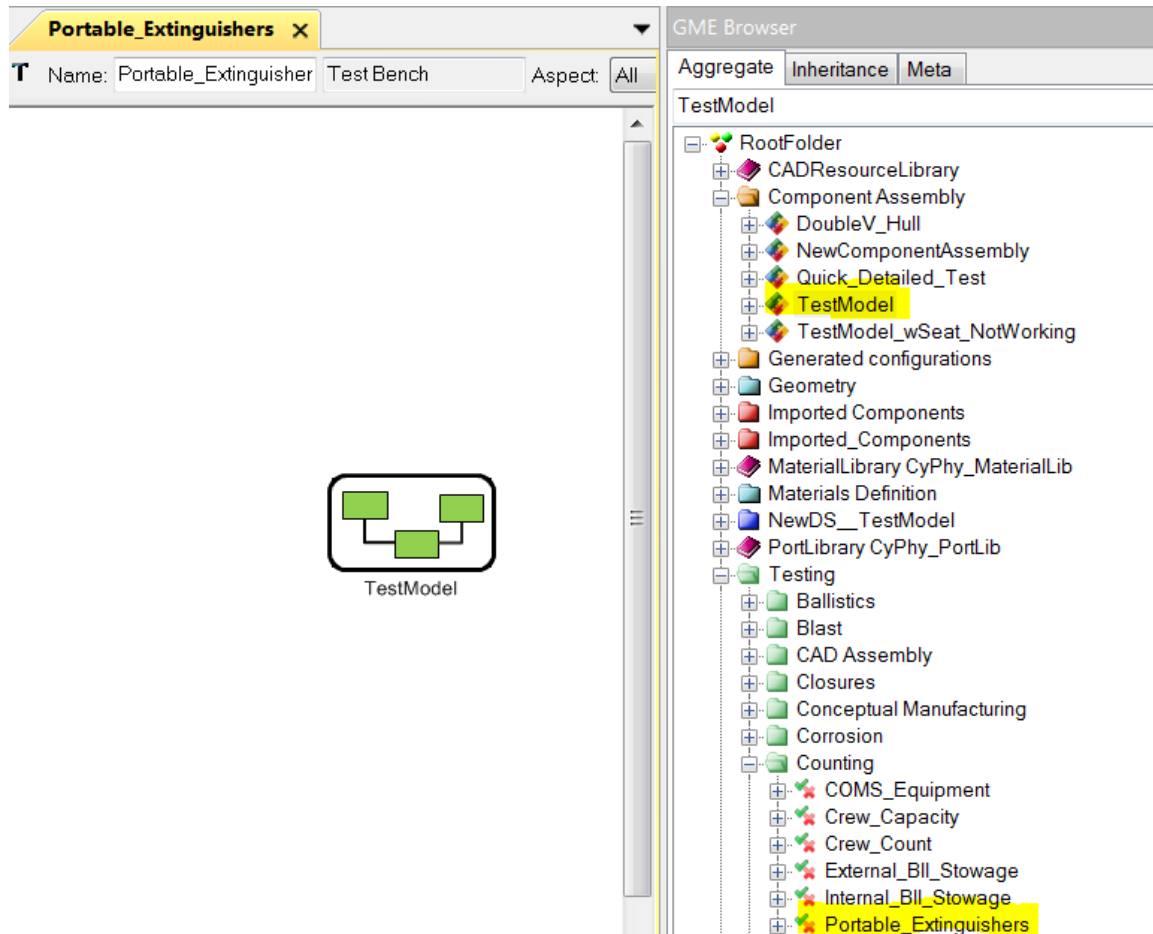 Portable_Extinguishers
Name: Portable_Extinguisher Test Bench Aspect: All
TestModel
GME Browser
Aggregate Inheritance Meta
TestModel
RootFolder
CADResourceLibrary
Component Assembly
DoubleV_Hull
NewComponentAssembly
Quick_Detailed_Test
TestModel
TestModel_wSeat_NotWorking
Generated configurations
Geometry
Imported Components
Imported_Components
MaterialLibrary CyPhy_MaterialLib
Materials Definition
NewDS__TestModel
PortLibrary CyPhy_PortLib
Testing
Ballistics
Blast
CAD Assembly
Closures
Conceptual Manufacturing
Corrosion
Counting
COMS_Equipment
Crew_Capacity
Crew_Count
External_BII_Stowage
Internal_BII_Stowage
Portable_Extinguishers